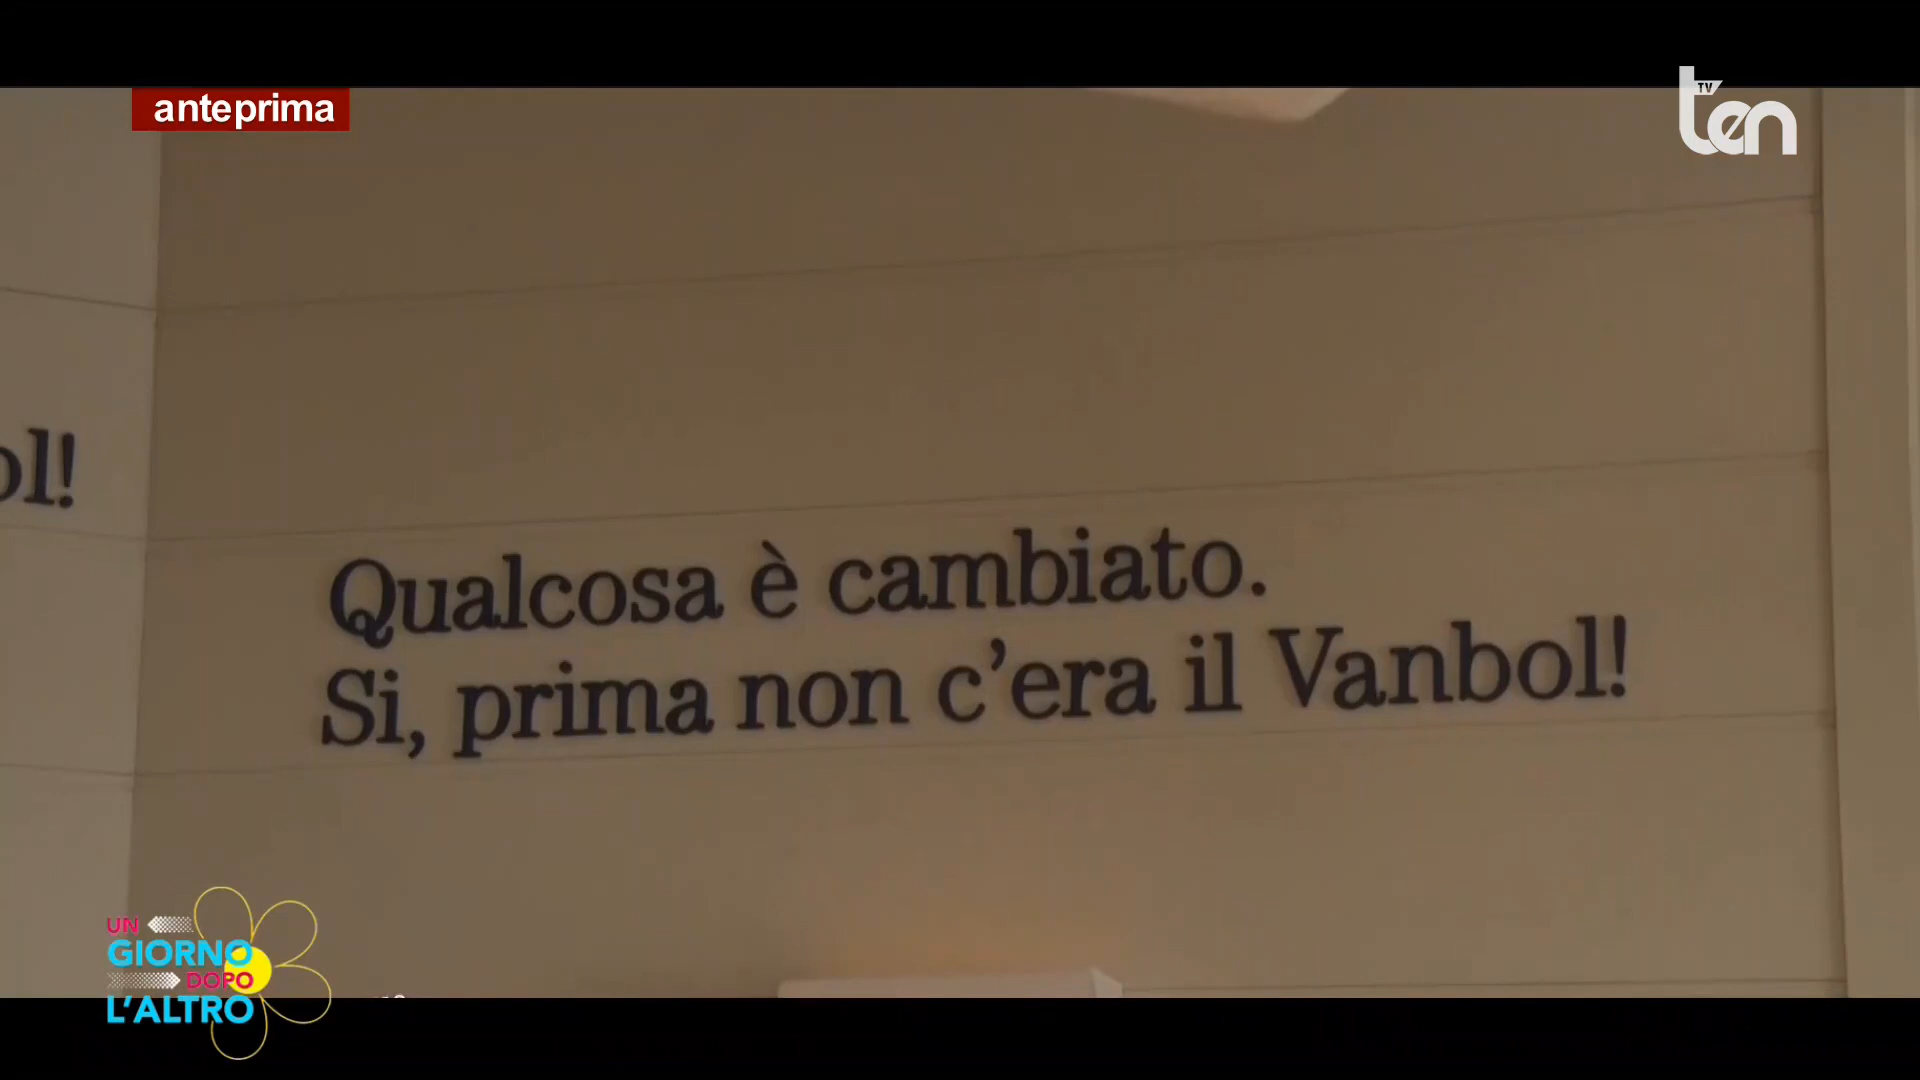 anteprima
TV
ten
ol!
Qualcosa è cambiato.
Si, prima non c'era il Vanbol!
UN
GIORNO
DOPO
L'ALTRO